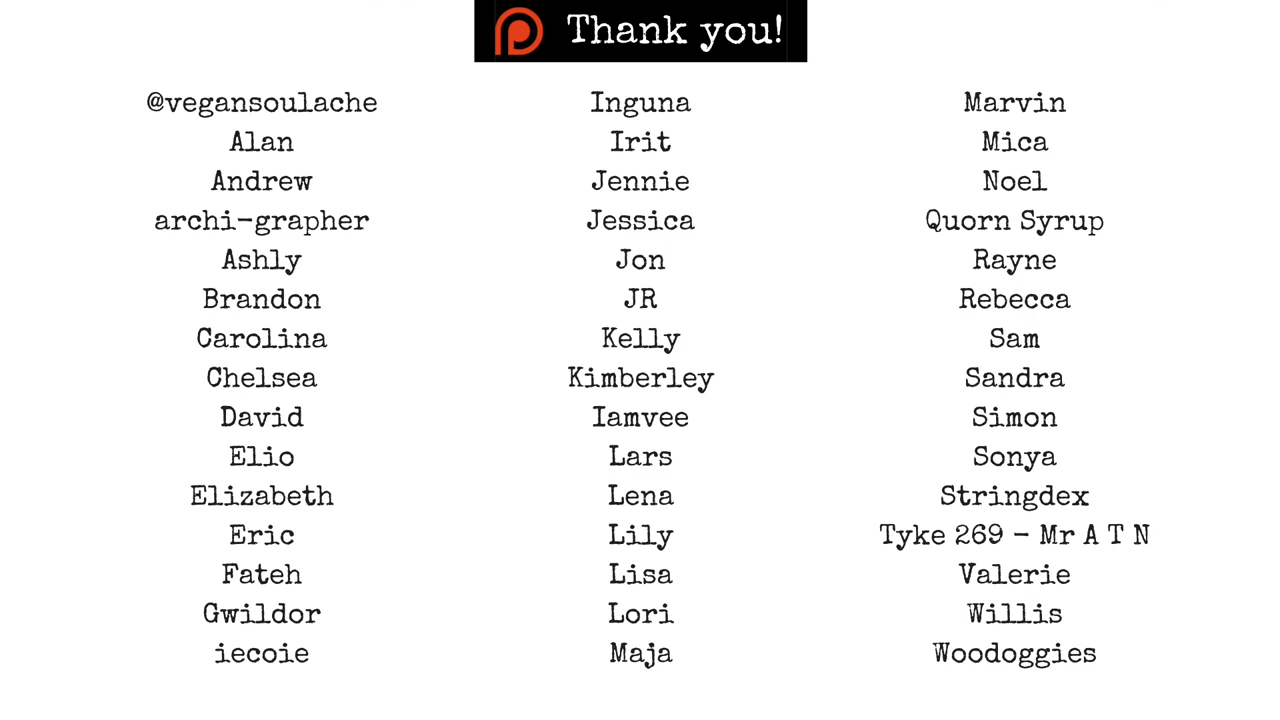 Thank you!
@vegansoulache
Alan
Andrew
archi-grapher
Ashly
Brandon
Carolina
Chelsea
David
Elio
Elizabeth
Eric
Fateh
Gwildor
iecoie
Inguna
Irit
Jennie
Jessica
Jon
JR
Kelly
Kimberley
Iamvee
Lars
Lena
Lily
Lisa
Lori
Maja
Marvin
Mica
Noel
Quorn Syrup
Rayne
Rebecca
Sam
Sandra
Simon
Sonya
Stringdex
Tyke 269 - Mr A T N
Valerie
Willis
Woodoggies